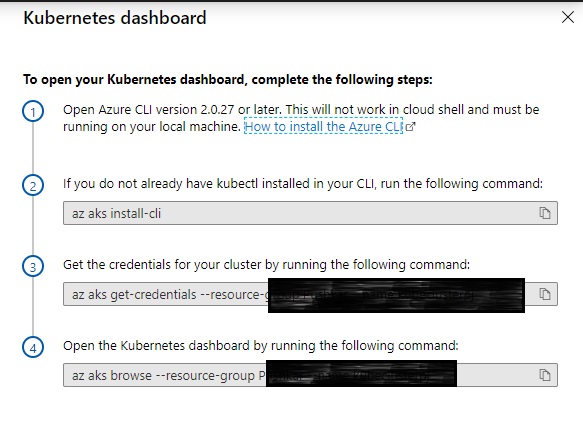 Kubernetes dashboard
To open your Kubernetes dashboard, complete the following steps:
1
Open Azure CLI version 2.0.27 or later. This will not work in cloud shell and must be
running on your local machine. How to install the Azure CLI
2
If you do not already have kubectl installed in your CLI, run the following command:
az aks install-cli
3
Get the credentials for your cluster by running the following command:
az aks get-credentials --resource-g
4
Open the Kubernetes dashboard by running the following command:
az aks browse --resource-group P